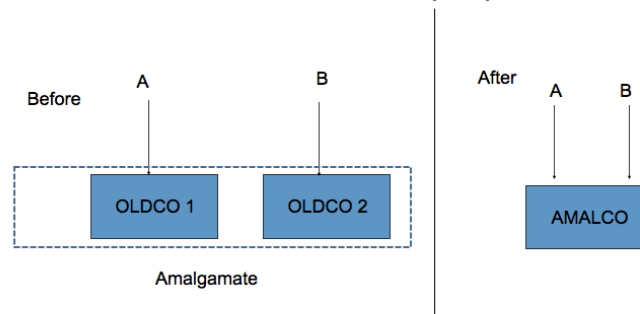 Before
A
B
OLDCO 1
OLDCO 2
Amalgamate
After
A
B
AMALCO